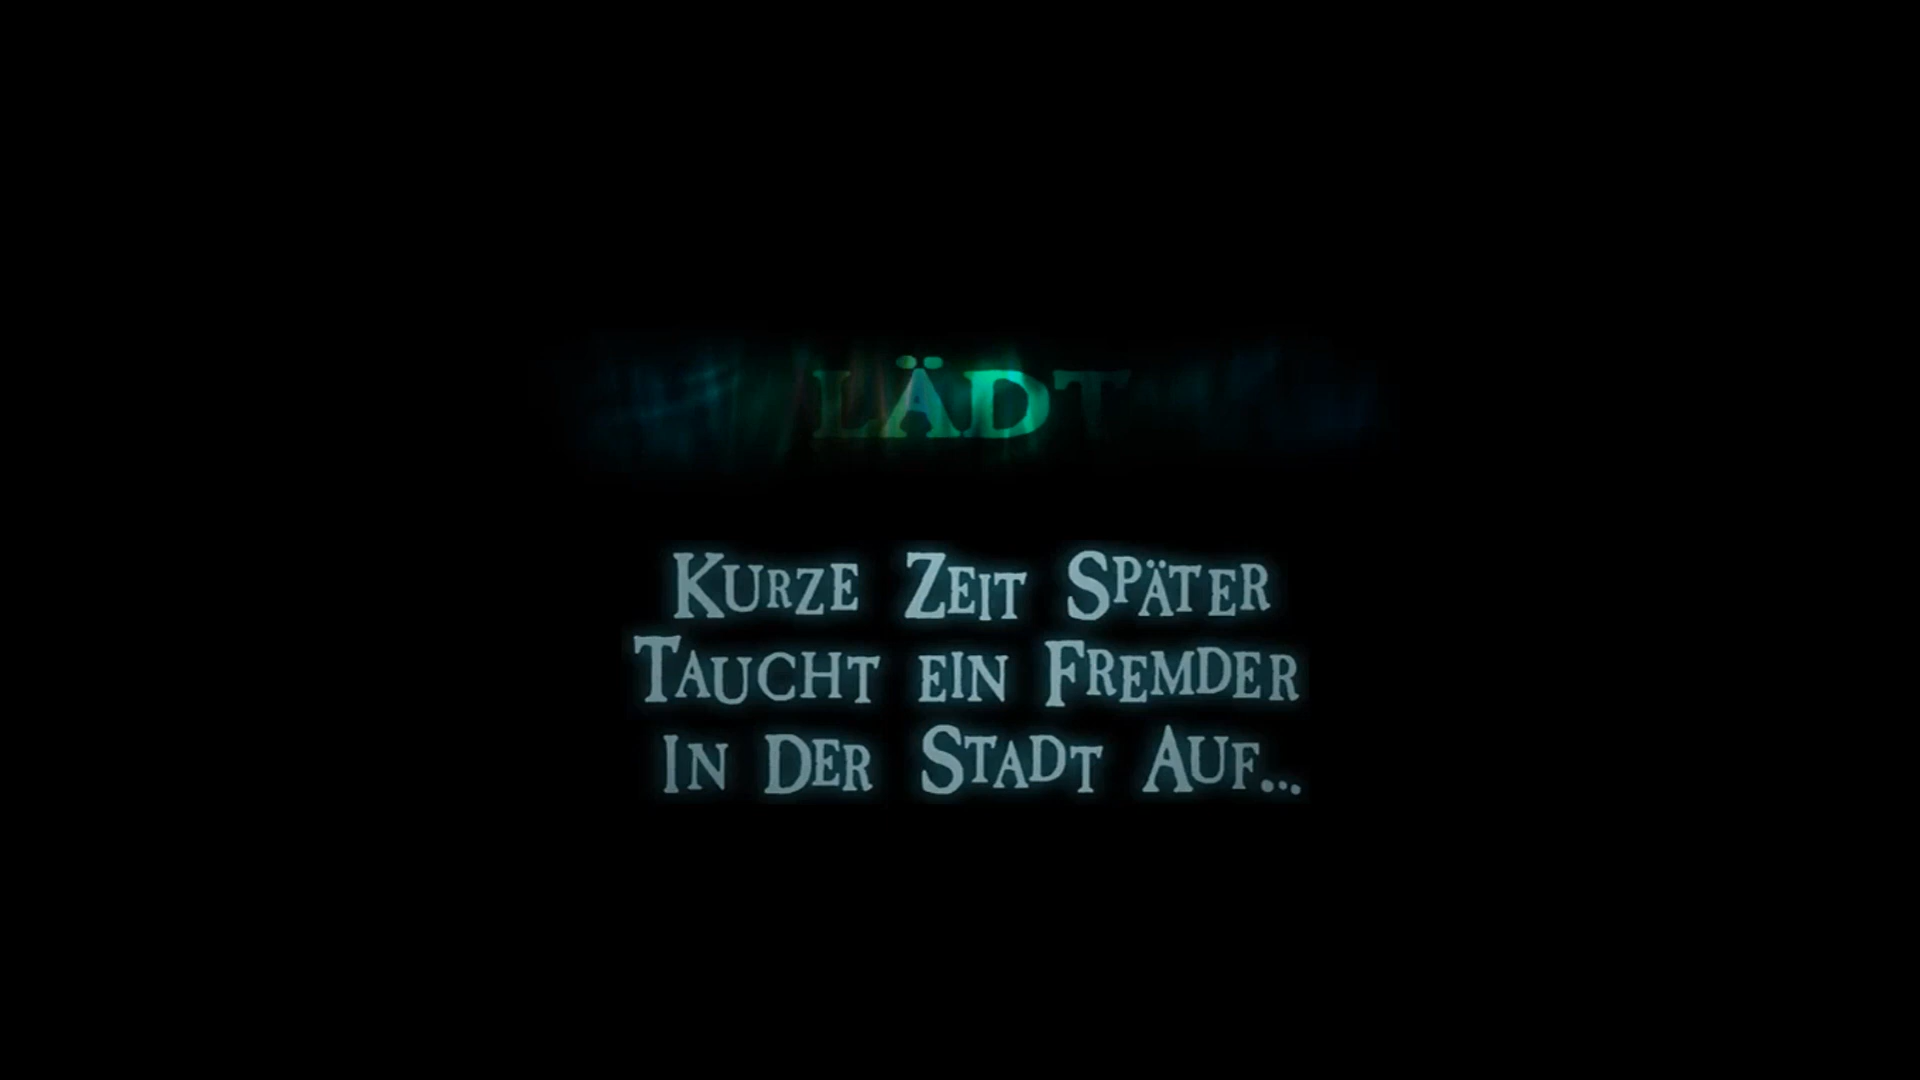 LÄDT
KURZE ZEIT SPÄTER
TAUCHT EIN FREMDER
IN DER STADT AUF...